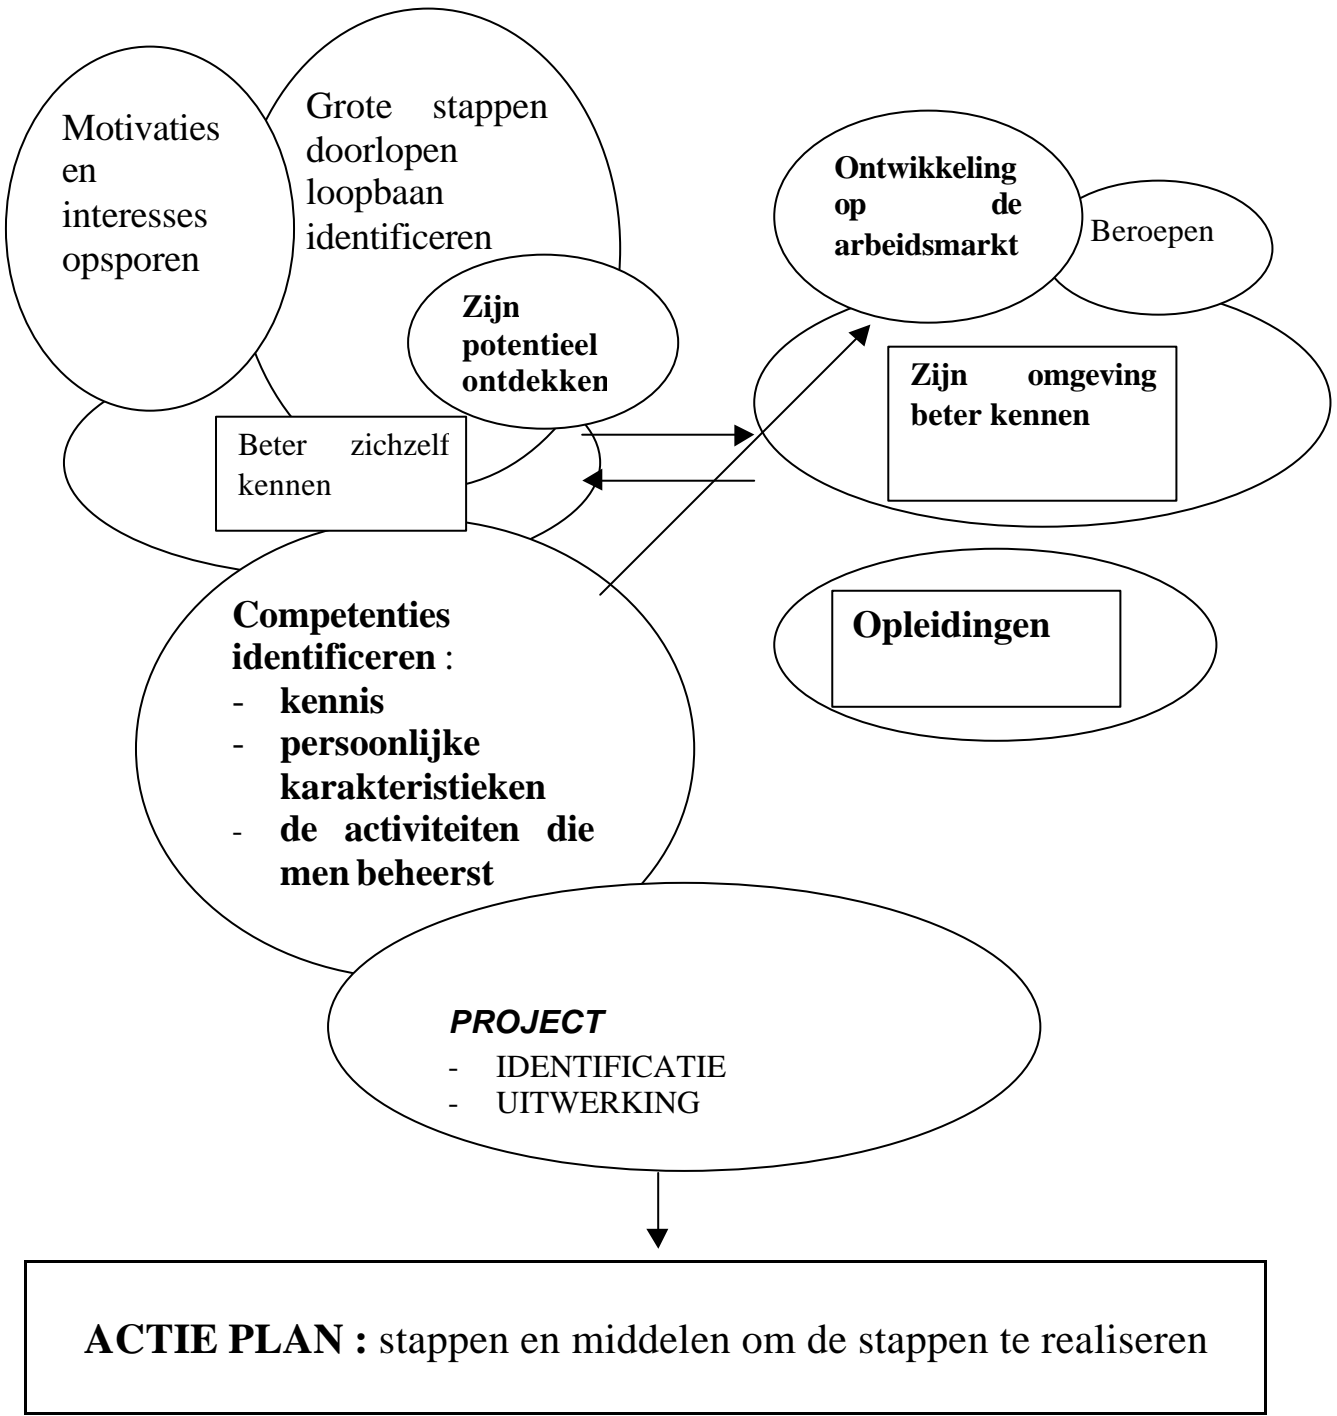 Motivaties
en
interesses
opsporen
Grote stappen
doorlopen
loopbaan
identificeren
Zijn
potentieel
ontdekken
Beter zichzelf
kennen
Ontwikkeling
op de
arbeidsmarkt
Beroepen
Zijn omgeving
beter kennen
Opleidingen
Competenties
identificeren :
- kennis
- persoonlijke
karakteristieken
- de activiteiten die
men beheerst
PROJECT
- IDENTIFICATIE
- UITWERKING
ACTIE PLAN : stappen en middelen om de stappen te realiseren